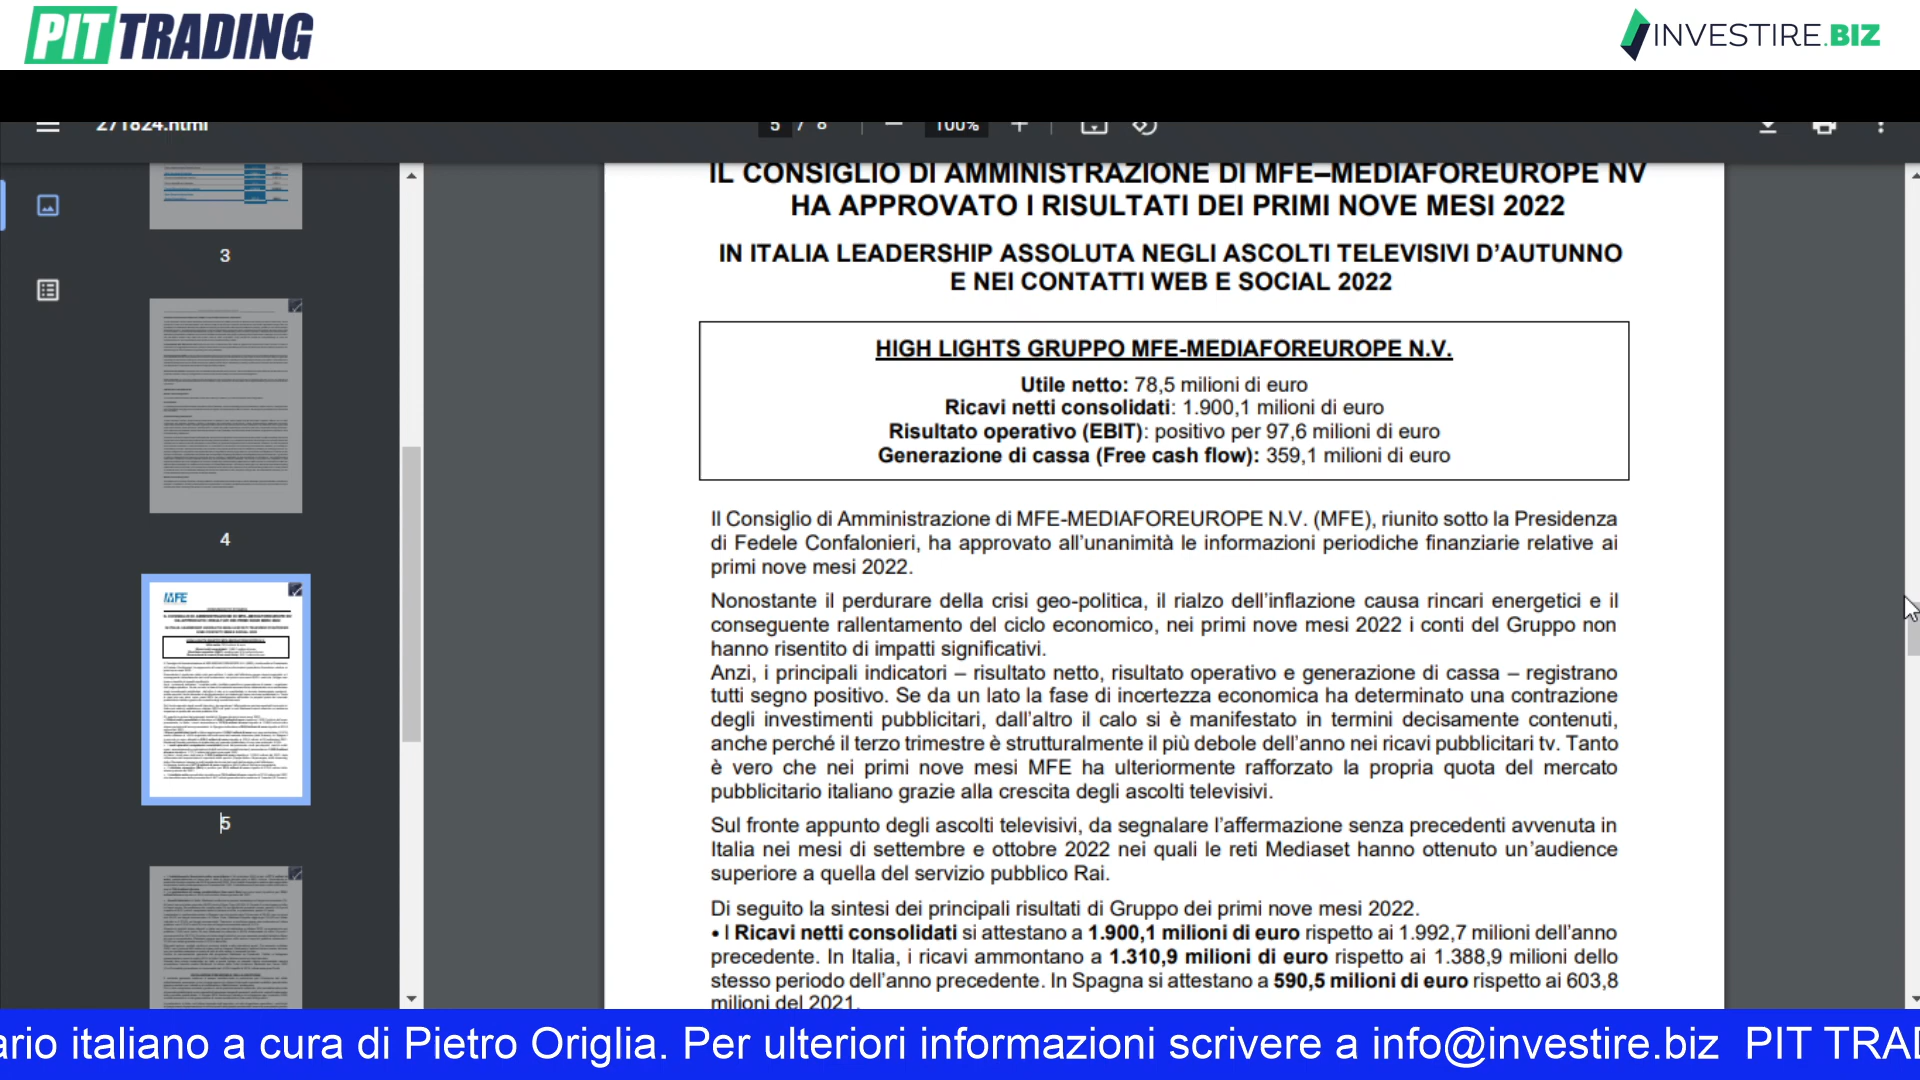 PIT TRADING
INVESTIRE.BIZ
271824.html
5 / 8
100%
3
4
MFE
5
IL CONSIGLIO DI AMMINISTRAZIONE DI MFE–MEDIAFOREUROPE NV
HA APPROVATO I RISULTATI DEI PRIMI NOVE MESI 2022
IN ITALIA LEADERSHIP ASSOLUTA NEGLI ASCOLTI TELEVISIVI D’AUTUNNO
E NEI CONTATTI WEB E SOCIAL 2022
HIGH LIGHTS GRUPPO MFE-MEDIAFOREUROPE N.V.
Utile netto: 78,5 milioni di euro
Ricavi netti consolidati: 1.900,1 milioni di euro
Risultato operativo (EBIT): positivo per 97,6 milioni di euro
Generazione di cassa (Free cash flow): 359,1 milioni di euro
Il Consiglio di Amministrazione di MFE-MEDIAFOREUROPE N.V. (MFE), riunito sotto la Presidenza
di Fedele Confalonieri, ha approvato all’unanimità le informazioni periodiche finanziarie relative ai
primi nove mesi 2022.
Nonostante il perdurare della crisi geo-politica, il rialzo dell’inflazione causa rincari energetici e il
conseguente rallentamento del ciclo economico, nei primi nove mesi 2022 i conti del Gruppo non
hanno risentito di impatti significativi.
Anzi, i principali indicatori – risultato netto, risultato operativo e generazione di cassa – registrano
tutti segno positivo. Se da un lato la fase di incertezza economica ha determinato una contrazione
degli investimenti pubblicitari, dall’altro il calo si è manifestato in termini decisamente contenuti,
anche perché il terzo trimestre è strutturalmente il più debole dell’anno nei ricavi pubblicitari tv. Tanto
è vero che nei primi nove mesi MFE ha ulteriormente rafforzato la propria quota del mercato
pubblicitario italiano grazie alla crescita degli ascolti televisivi.
Sul fronte appunto degli ascolti televisivi, da segnalare l’affermazione senza precedenti avvenuta in
Italia nei mesi di settembre e ottobre 2022 nei quali le reti Mediaset hanno ottenuto un’audience
superiore a quella del servizio pubblico Rai.
Di seguito la sintesi dei principali risultati di Gruppo dei primi nove mesi 2022.
• I Ricavi netti consolidati si attestano a 1.900,1 milioni di euro rispetto ai 1.992,7 milioni dell’anno
precedente. In Italia, i ricavi ammontano a 1.310,9 milioni di euro rispetto ai 1.388,9 milioni dello
stesso periodo dell’anno precedente. In Spagna si attestano a 590,5 milioni di euro rispetto ai 603,8
milioni del 2021.
ario italiano a cura di Pietro Origlia. Per ulteriori informazioni scrivere a info@investire.biz PIT TRAD